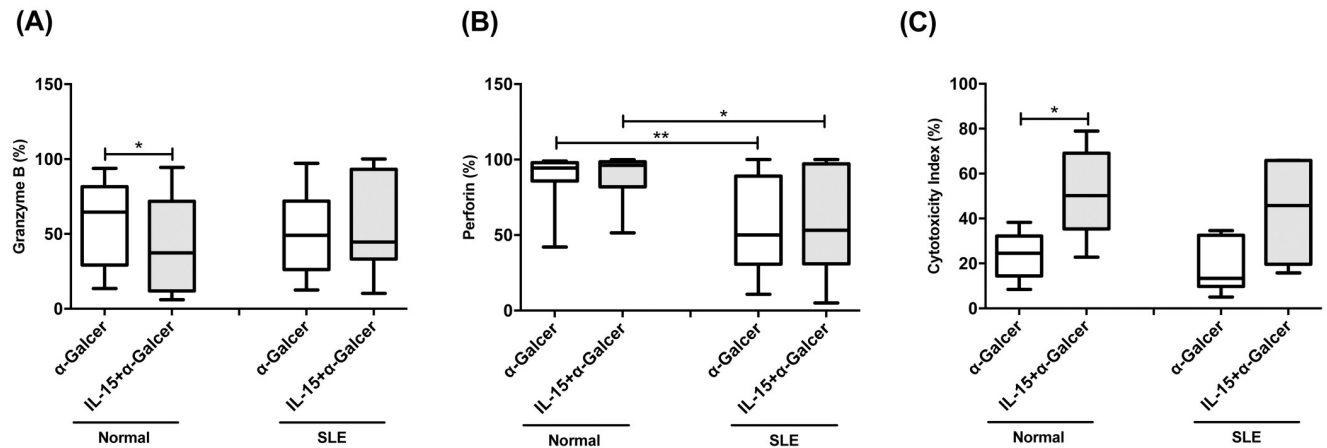 (A)
Granzyme B (%)
150
100
50
0
*
α-Galcer
IL-15+α-Galcer
α-Galcer
IL-15+α-Galcer
Normal
SLE
(B)
Perforin (%)
150
100
50
0
**
*
α-Galcer
IL-15+α-Galcer
α-Galcer
IL-15+α-Galcer
Normal
SLE
(C)
Cytotoxicity Index (%)
100
80
60
40
20
0
*
α-Galcer
IL-15+α-Galcer
α-Galcer
IL-15+α-Galcer
Normal
SLE